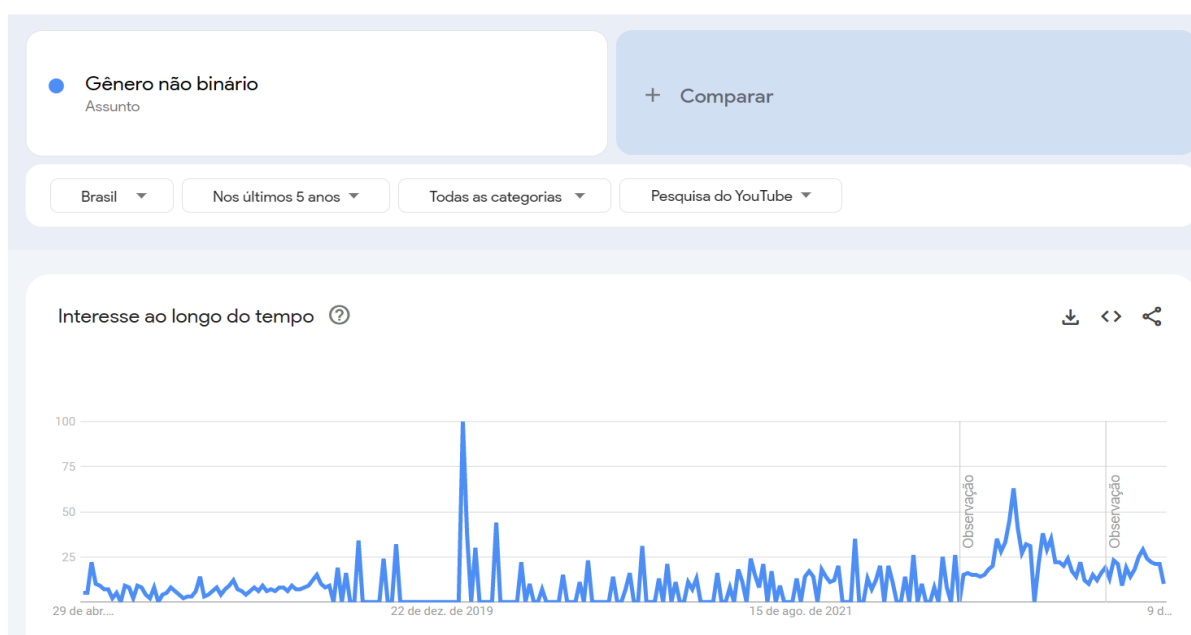 Gênero não binário
Assunto
+ Comparar
Brasil
Nos últimos 5 anos
Todas as categorias
Pesquisa do YouTube
Interesse ao longo do tempo
100
75
50
25
Observação
Observação
29 de abr....
22 de dez. de 2019
15 de ago. de 2021
9 d...